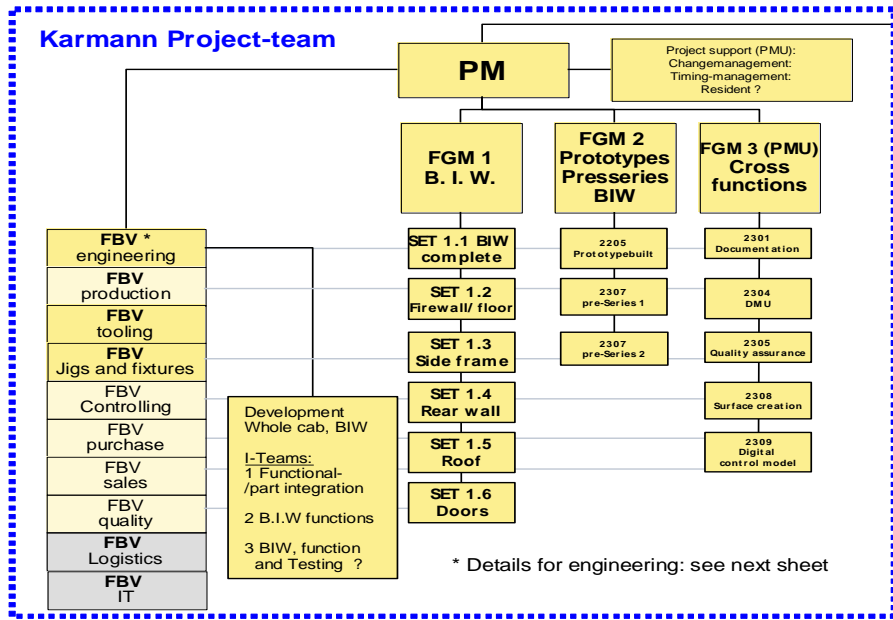 Karmann Project-team
PM
Project support (PMU):
Changemanagement:
Timing-management:
Resident ?
FGM 1
B. I. W.
FGM 2
Prototypes
Presseries
BIW
FGM 3 (PMU)
Cross
functions
FBV *
engineering
FBV
production
FBV
tooling
FBV
Jigs and fixtures
FBV
Controlling
FBV
purchase
FBV
sales
FBV
quality
FBV
Logistics
FBV
IT
Development
Whole cab, BIW
I-Teams:
1 Functional-
/part integration
2 B.I.W functions
3 BIW, function
and Testing ?
SET 1.1 BIW
complete
SET 1.2
Firewall/ floor
SET 1.3
Side frame
SET 1.4
Rear wall
SET 1.5
Roof
SET 1.6
Doors
2205
Prototypebuilt
2307
pre-Series 1
2307
pre-Series 2
2301
Documentation
2304
DMU
2305
Quality assurance
2308
Surface creation
2309
Digital
control model
* Details for engineering: see next sheet